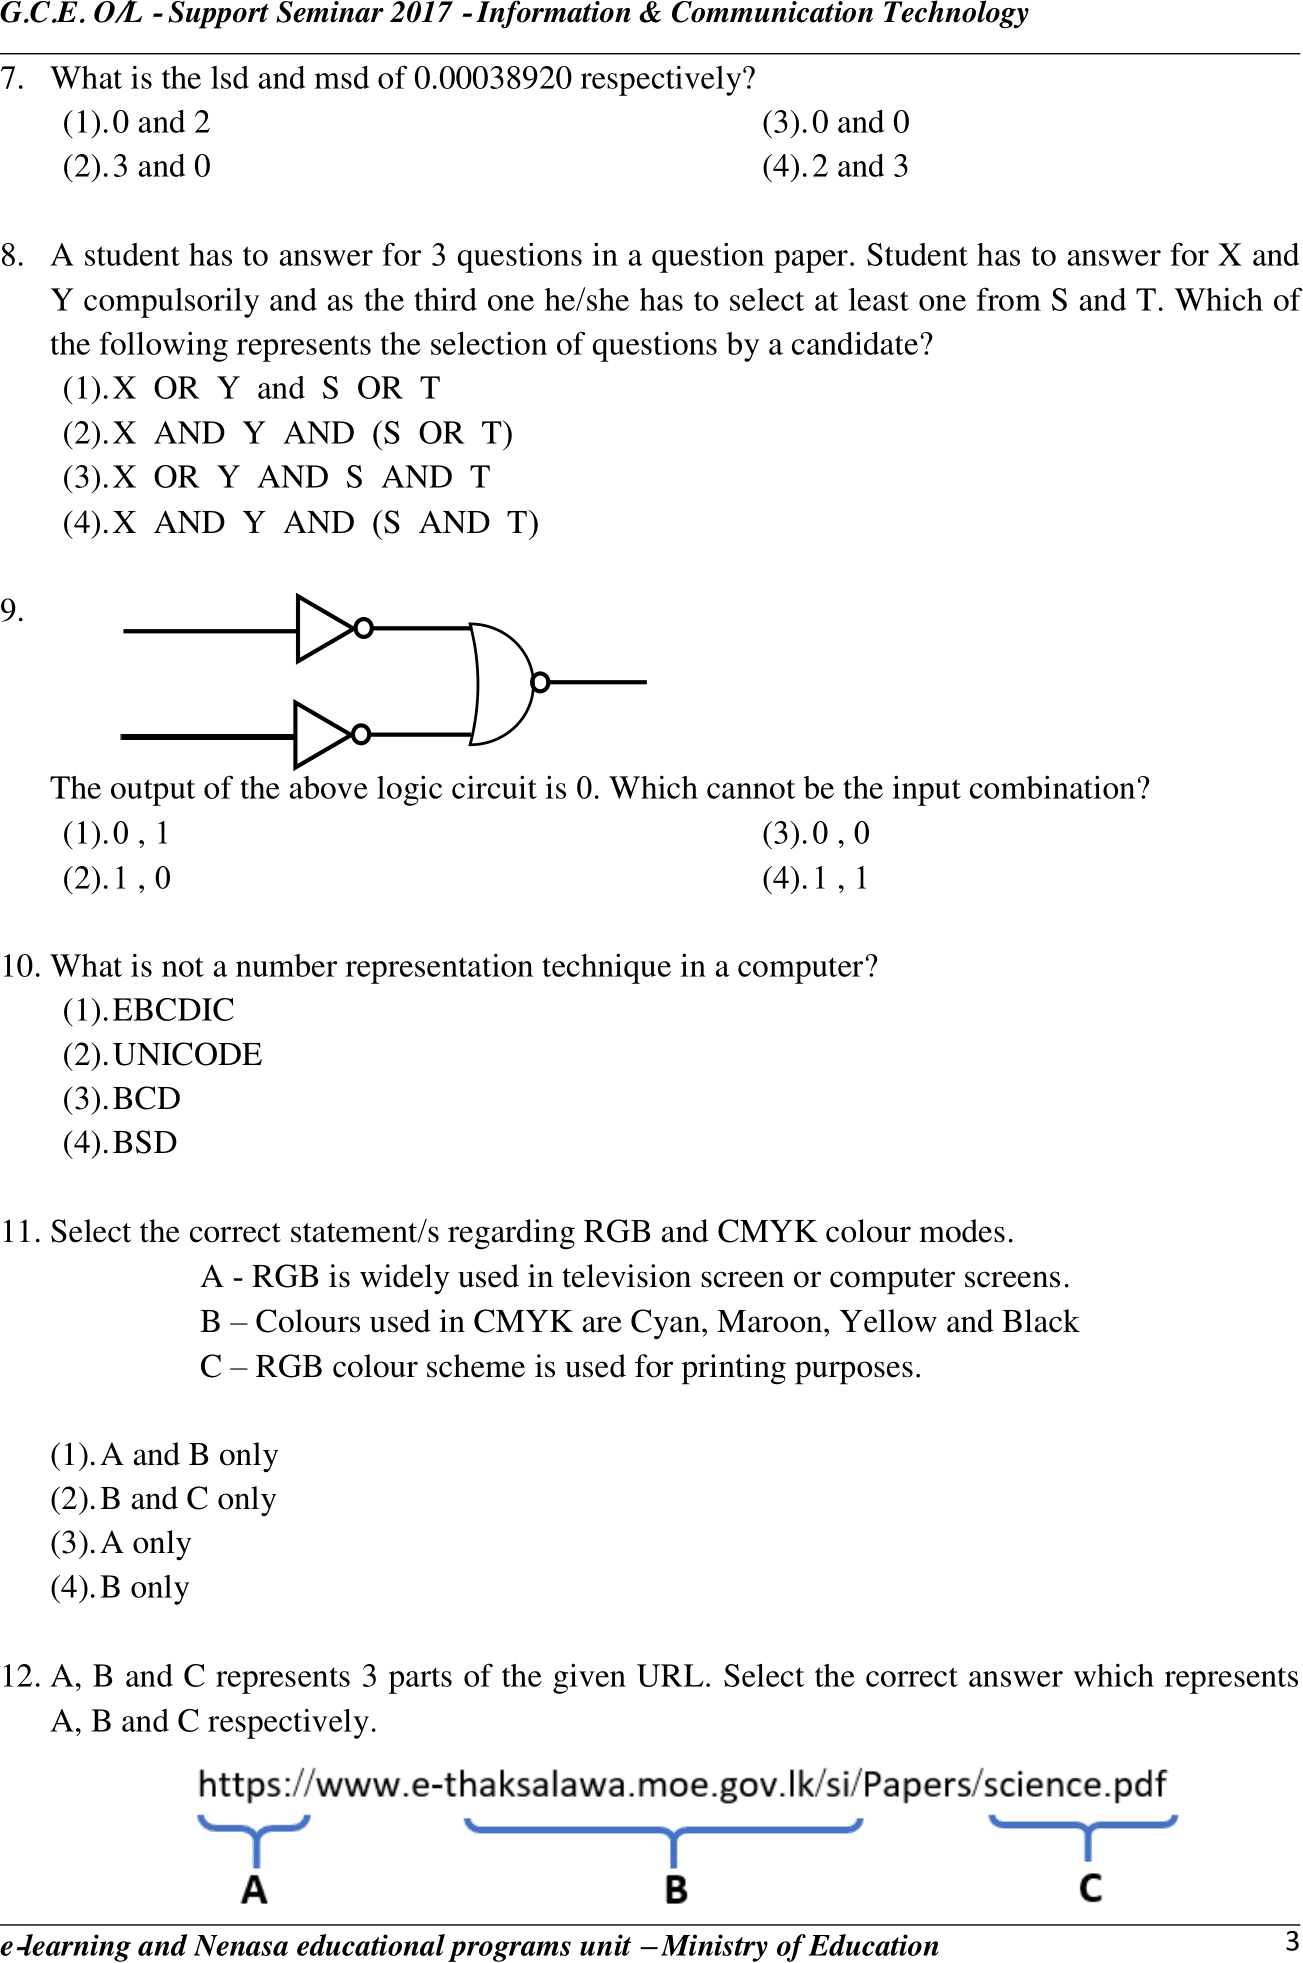 G.C.E. O/L - Support Seminar 2017 - Information & Communication Technology
7. What is the lsd and msd of 0.00038920 respectively?
(1). 0 and 2 (3). 0 and 0
(2). 3 and 0 (4). 2 and 3
8. A student has to answer for 3 questions in a question paper. Student has to answer for X and
Y compulsorily and as the third one he/she has to select at least one from S and T. Which of
the following represents the selection of questions by a candidate?
(1). X OR Y and S OR T
(2). X AND Y AND (S OR T)
(3). X OR Y AND S AND T
(4). X AND Y AND (S AND T)
9.
The output of the above logic circuit is 0. Which cannot be the input combination?
(1). 0 , 1 (3). 0 , 0
(2). 1 , 0 (4). 1 , 1
10. What is not a number representation technique in a computer?
(1). EBCDIC
(2). UNICODE
(3). BCD
(4). BSD
11. Select the correct statement/s regarding RGB and CMYK colour modes.
A - RGB is widely used in television screen or computer screens.
B – Colours used in CMYK are Cyan, Maroon, Yellow and Black
C – RGB colour scheme is used for printing purposes.
(1). A and B only
(2). B and C only
(3). A only
(4). B only
12. A, B and C represents 3 parts of the given URL. Select the correct answer which represents
A, B and C respectively.
https://www.e-thaksalawa.moe.gov.lk/si/Papers/science.pdf
A B C
e-learning and Nenasa educational programs unit – Ministry of Education 3